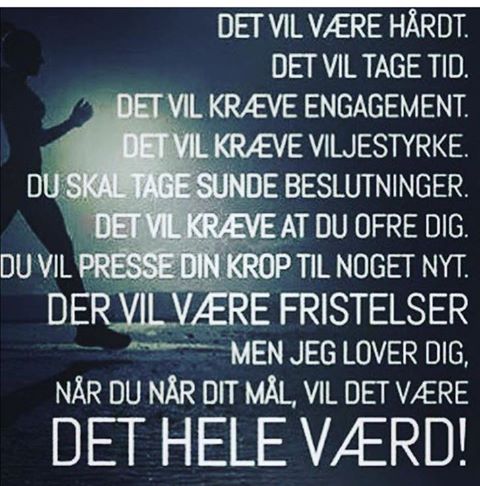 DET VIL VÆRE HÅRDT.
DET VIL TAGE TID.
DET VIL KRÆVE ENGAGEMENT.
DET VIL KRÆVE VILJESTYRKE.
DU SKAL TAGE SUNDE BESLUTNINGER.
DET VIL KRÆVE AT DU OFRE DIG.
DU VIL PRESSE DIN KROP TIL NOGET NYT.
DER VIL VÆRE FRISTELSER
MEN JEG LOVER DIG,
NÅR DU NÅR DIT MÅL, VIL DET VÆRE
DET HELE VÆRD!